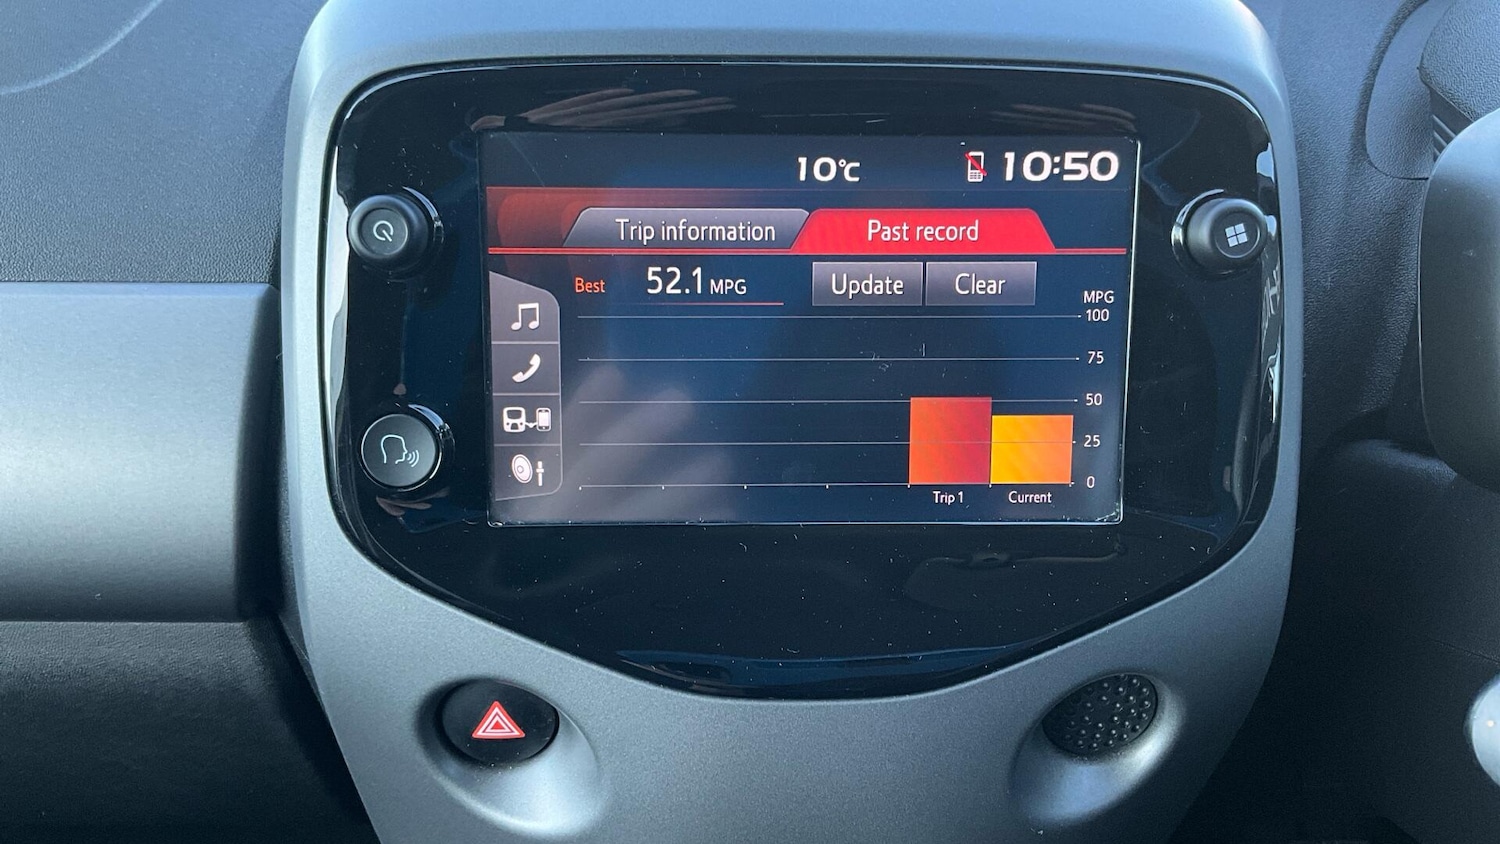 10°C 10:50
Trip information Past record
Best 52.1 MPG Update Clear
MPG
100
75
50
25
0
Trip 1 Current